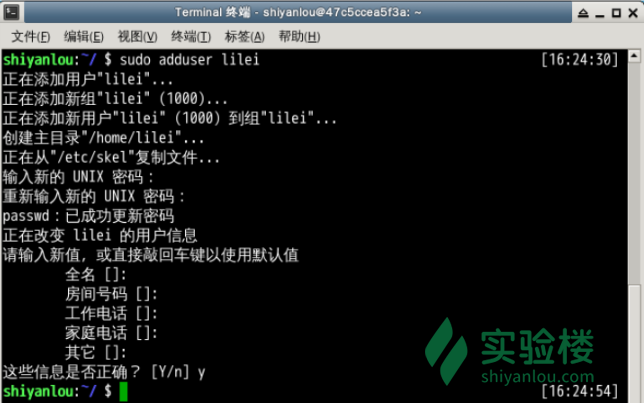 Terminal 终端 - shiyanlou@47c5ccea5f3a: ~
文件(F) 编辑(E) 视图(V) 终端(T) 标签(A) 帮助(H)
shiyanlou:~/ $ sudo adduser lilei [16:24:30]
正在添加用户"lilei"...
正在添加新组"lilei" (1000)...
正在添加新用户"lilei" (1000) 到组"lilei"...
创建主目录"/home/lilei"...
正在从"/etc/skel"复制文件...
输入新的 UNIX 密码：
重新输入新的 UNIX 密码：
passwd：已成功更新密码
正在改变 lilei 的用户信息
请输入新值，或直接敲回车键以使用默认值
全名 []:
房间号码 []:
工作电话 []:
家庭电话 []:
其它 []:
这些信息是否正确？ [Y/n] y
shiyanlou:~/ $ [16:24:54]
实验楼
shiyanlou.com